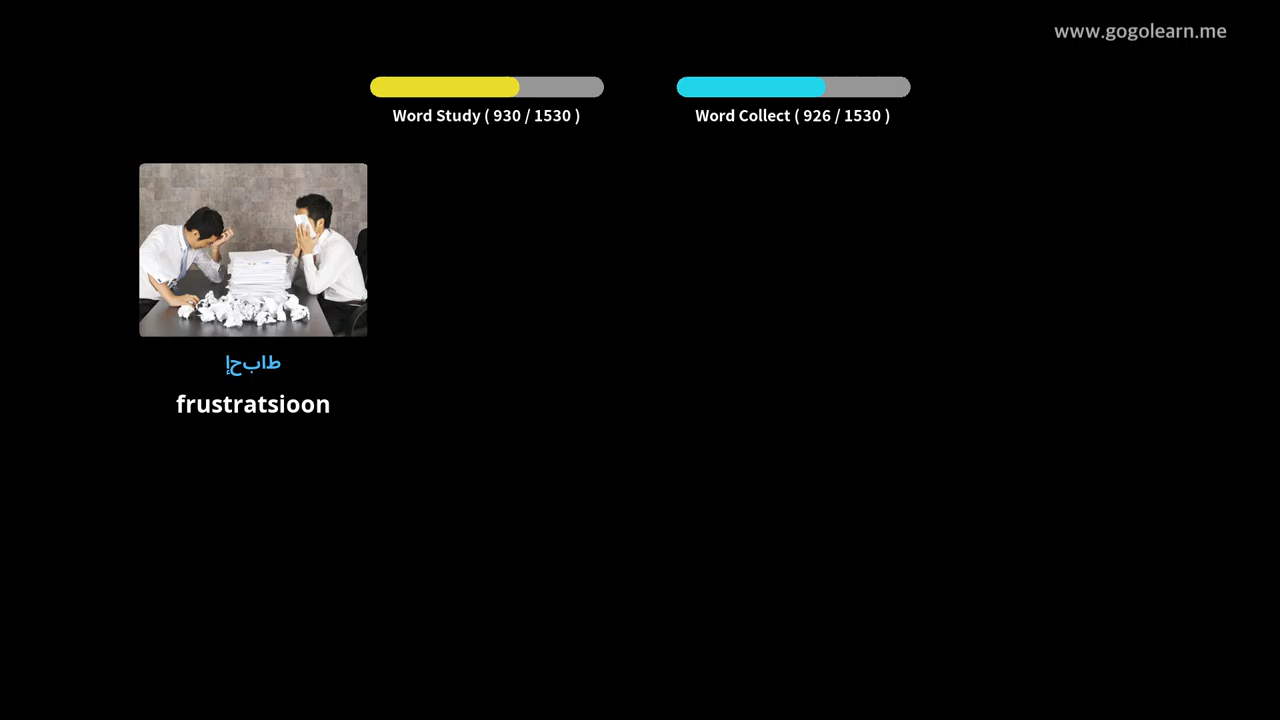 www.gogolearn.me
Word Study ( 930 / 1530 )
Word Collect ( 926 / 1530 )
طابحإ
frustratsioon